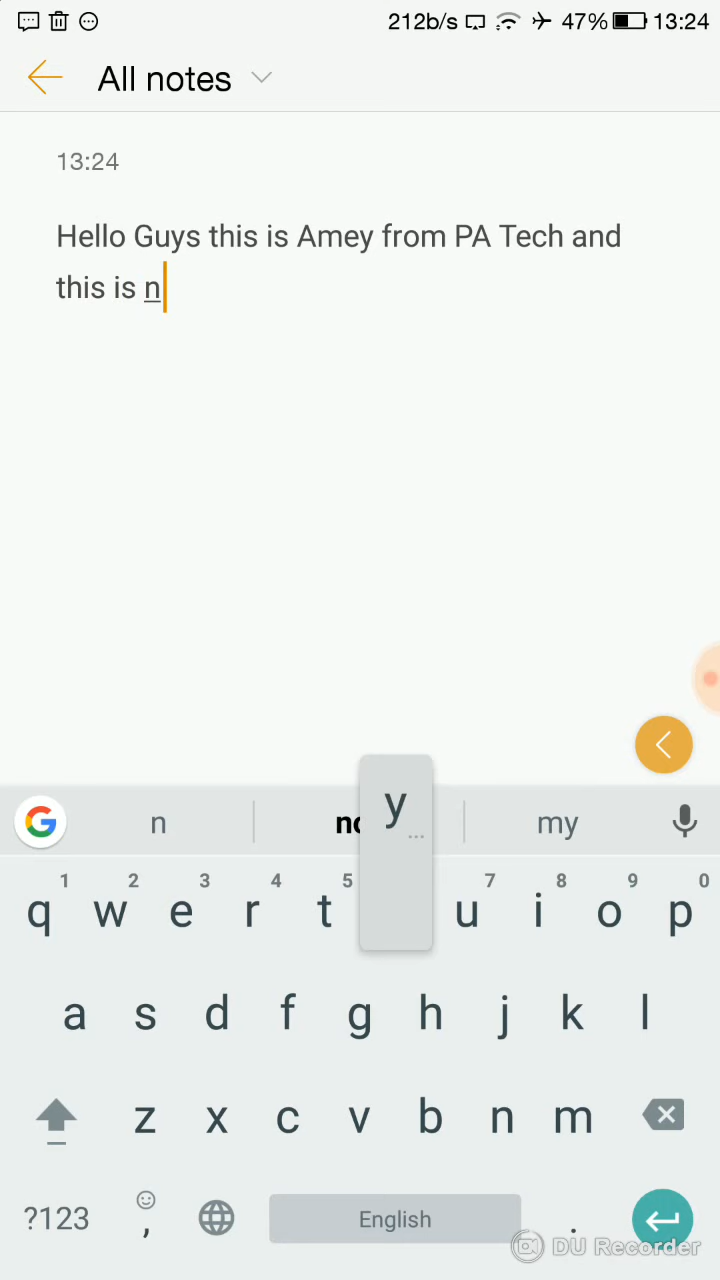 212b/s 47% 13:24
All notes
13:24
Hello Guys this is Amey from PA Tech and
this is n
y
...
n my
1 2 3 4 5 7 8 9 0
q w e r t u i o p
a s d f g h j k l
z x c v b n m
?123 , English .
DU Recorder